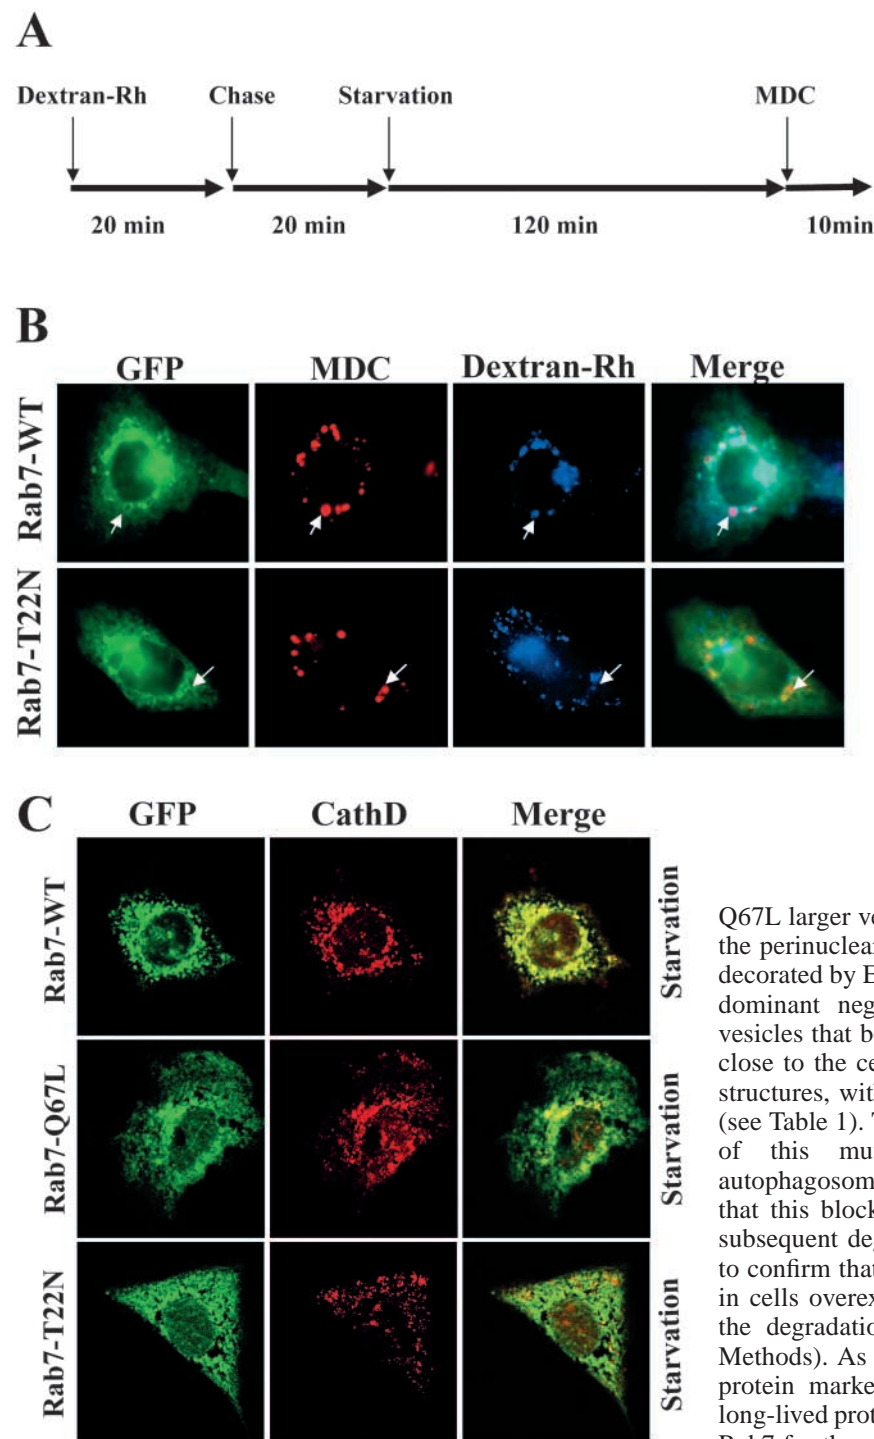 A
Dextran-Rh Chase Starvation MDC
20 min 20 min 120 min 10min
B
GFP MDC Dextran-Rh Merge
Rab7-WT
Rab7-T22N
C
GFP CathD Merge
Rab7-WT
Starvation
Rab7-Q67L
Starvation
Rab7-T22N
Starvation
Q67L larger ve
the perinuclear
decorated by E
dominant neg
vesicles that b
close to the ce
structures, wit
(see Table 1). T
of this mu
autophagosom
that this block
subsequent deg
to confirm that
in cells overex
the degradatio
Methods). As
protein marke
long-lived prot